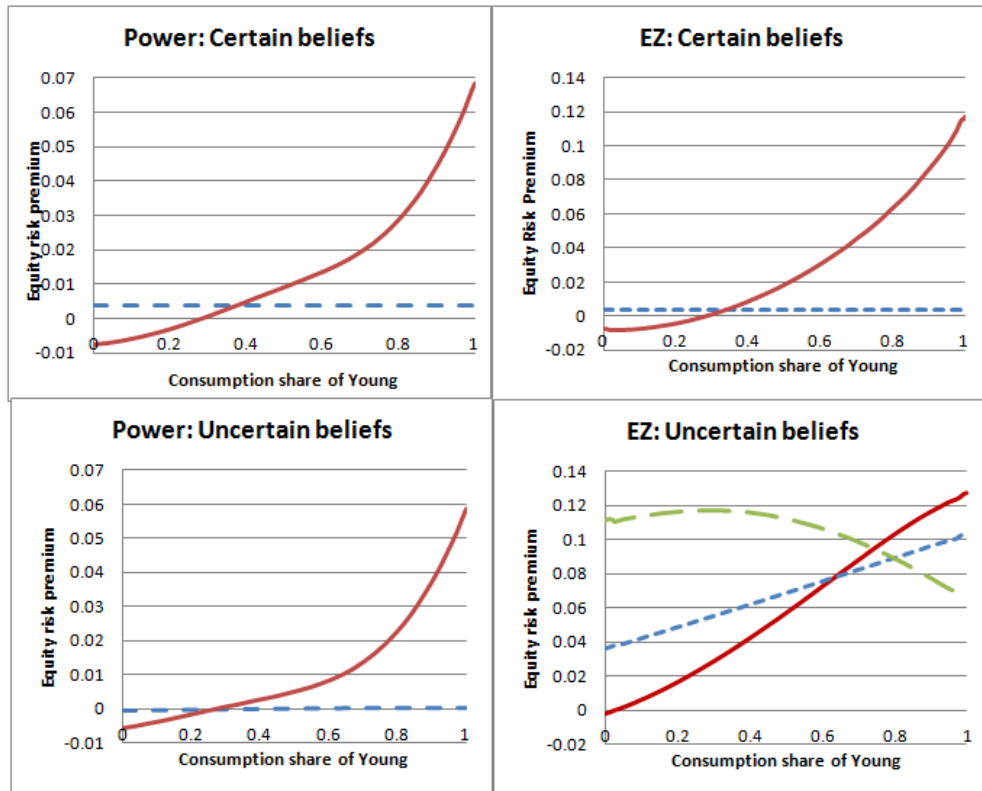 Power: Certain beliefs
Equity risk premium
0.07
0.06
0.05
0.04
0.03
0.02
0.01
0
-0.01
0 0.2 0.4 0.6 0.8 1
Consumption share of Young
EZ: Certain beliefs
Equity Risk Premium
0.14
0.12
0.1
0.08
0.06
0.04
0.02
0
-0.02
0 0.2 0.4 0.6 0.8 1
Consumption share of Young
Power: Uncertain beliefs
Equity risk premium
0.07
0.06
0.05
0.04
0.03
0.02
0.01
0
-0.01
0 0.2 0.4 0.6 0.8 1
Consumption share of Young
EZ: Uncertain beliefs
Equity risk premium
0.14
0.12
0.1
0.08
0.06
0.04
0.02
0
-0.02
0 0.2 0.4 0.6 0.8 1
Consumption share of Young